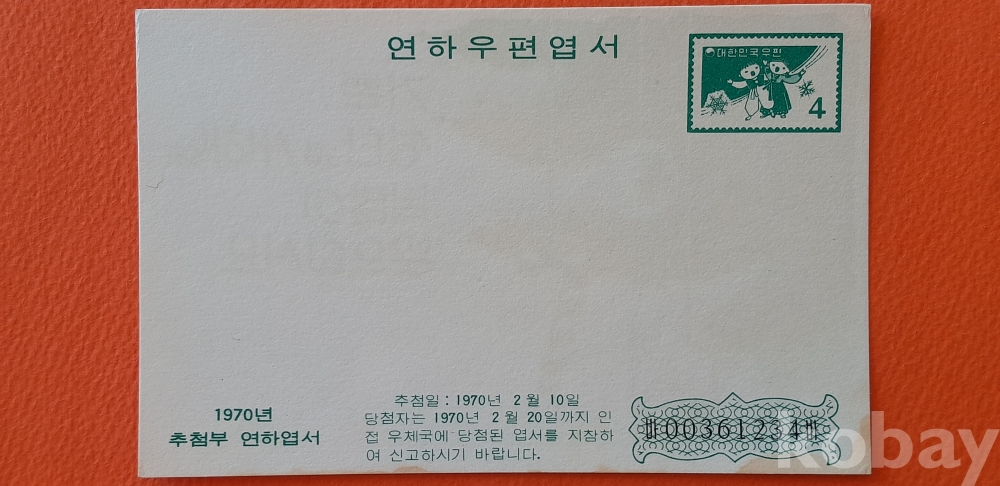 연하우편엽서
대한민국우편
4
1970년
추첨부 연하엽서
추첨일 : 1970년 2월 10일
당첨자는 1970년 2월 20일까지 인
접 우체국에 당첨된 엽서를 지참하
여 신고하시기 바랍니다.
00361234
kobay